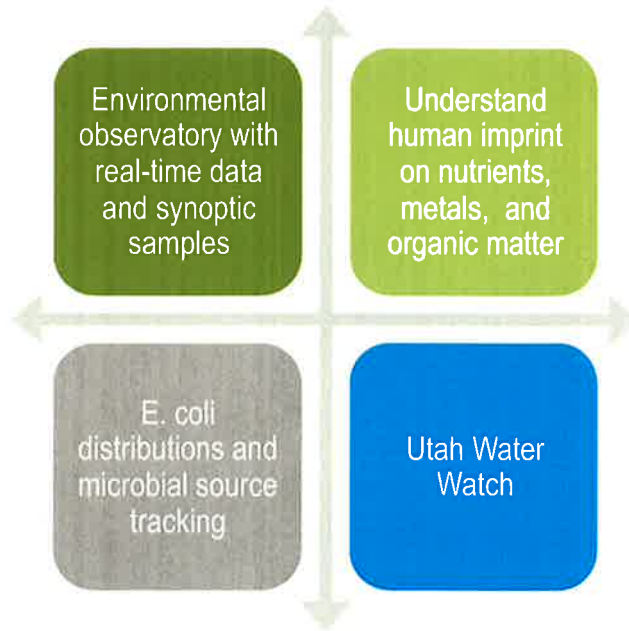 Environmental
observatory with
real-time data
and synoptic
samples
Understand
human imprint
on nutrients,
metals, and
organic matter
E. coli
distributions and
microbial source
tracking
Utah Water
Watch